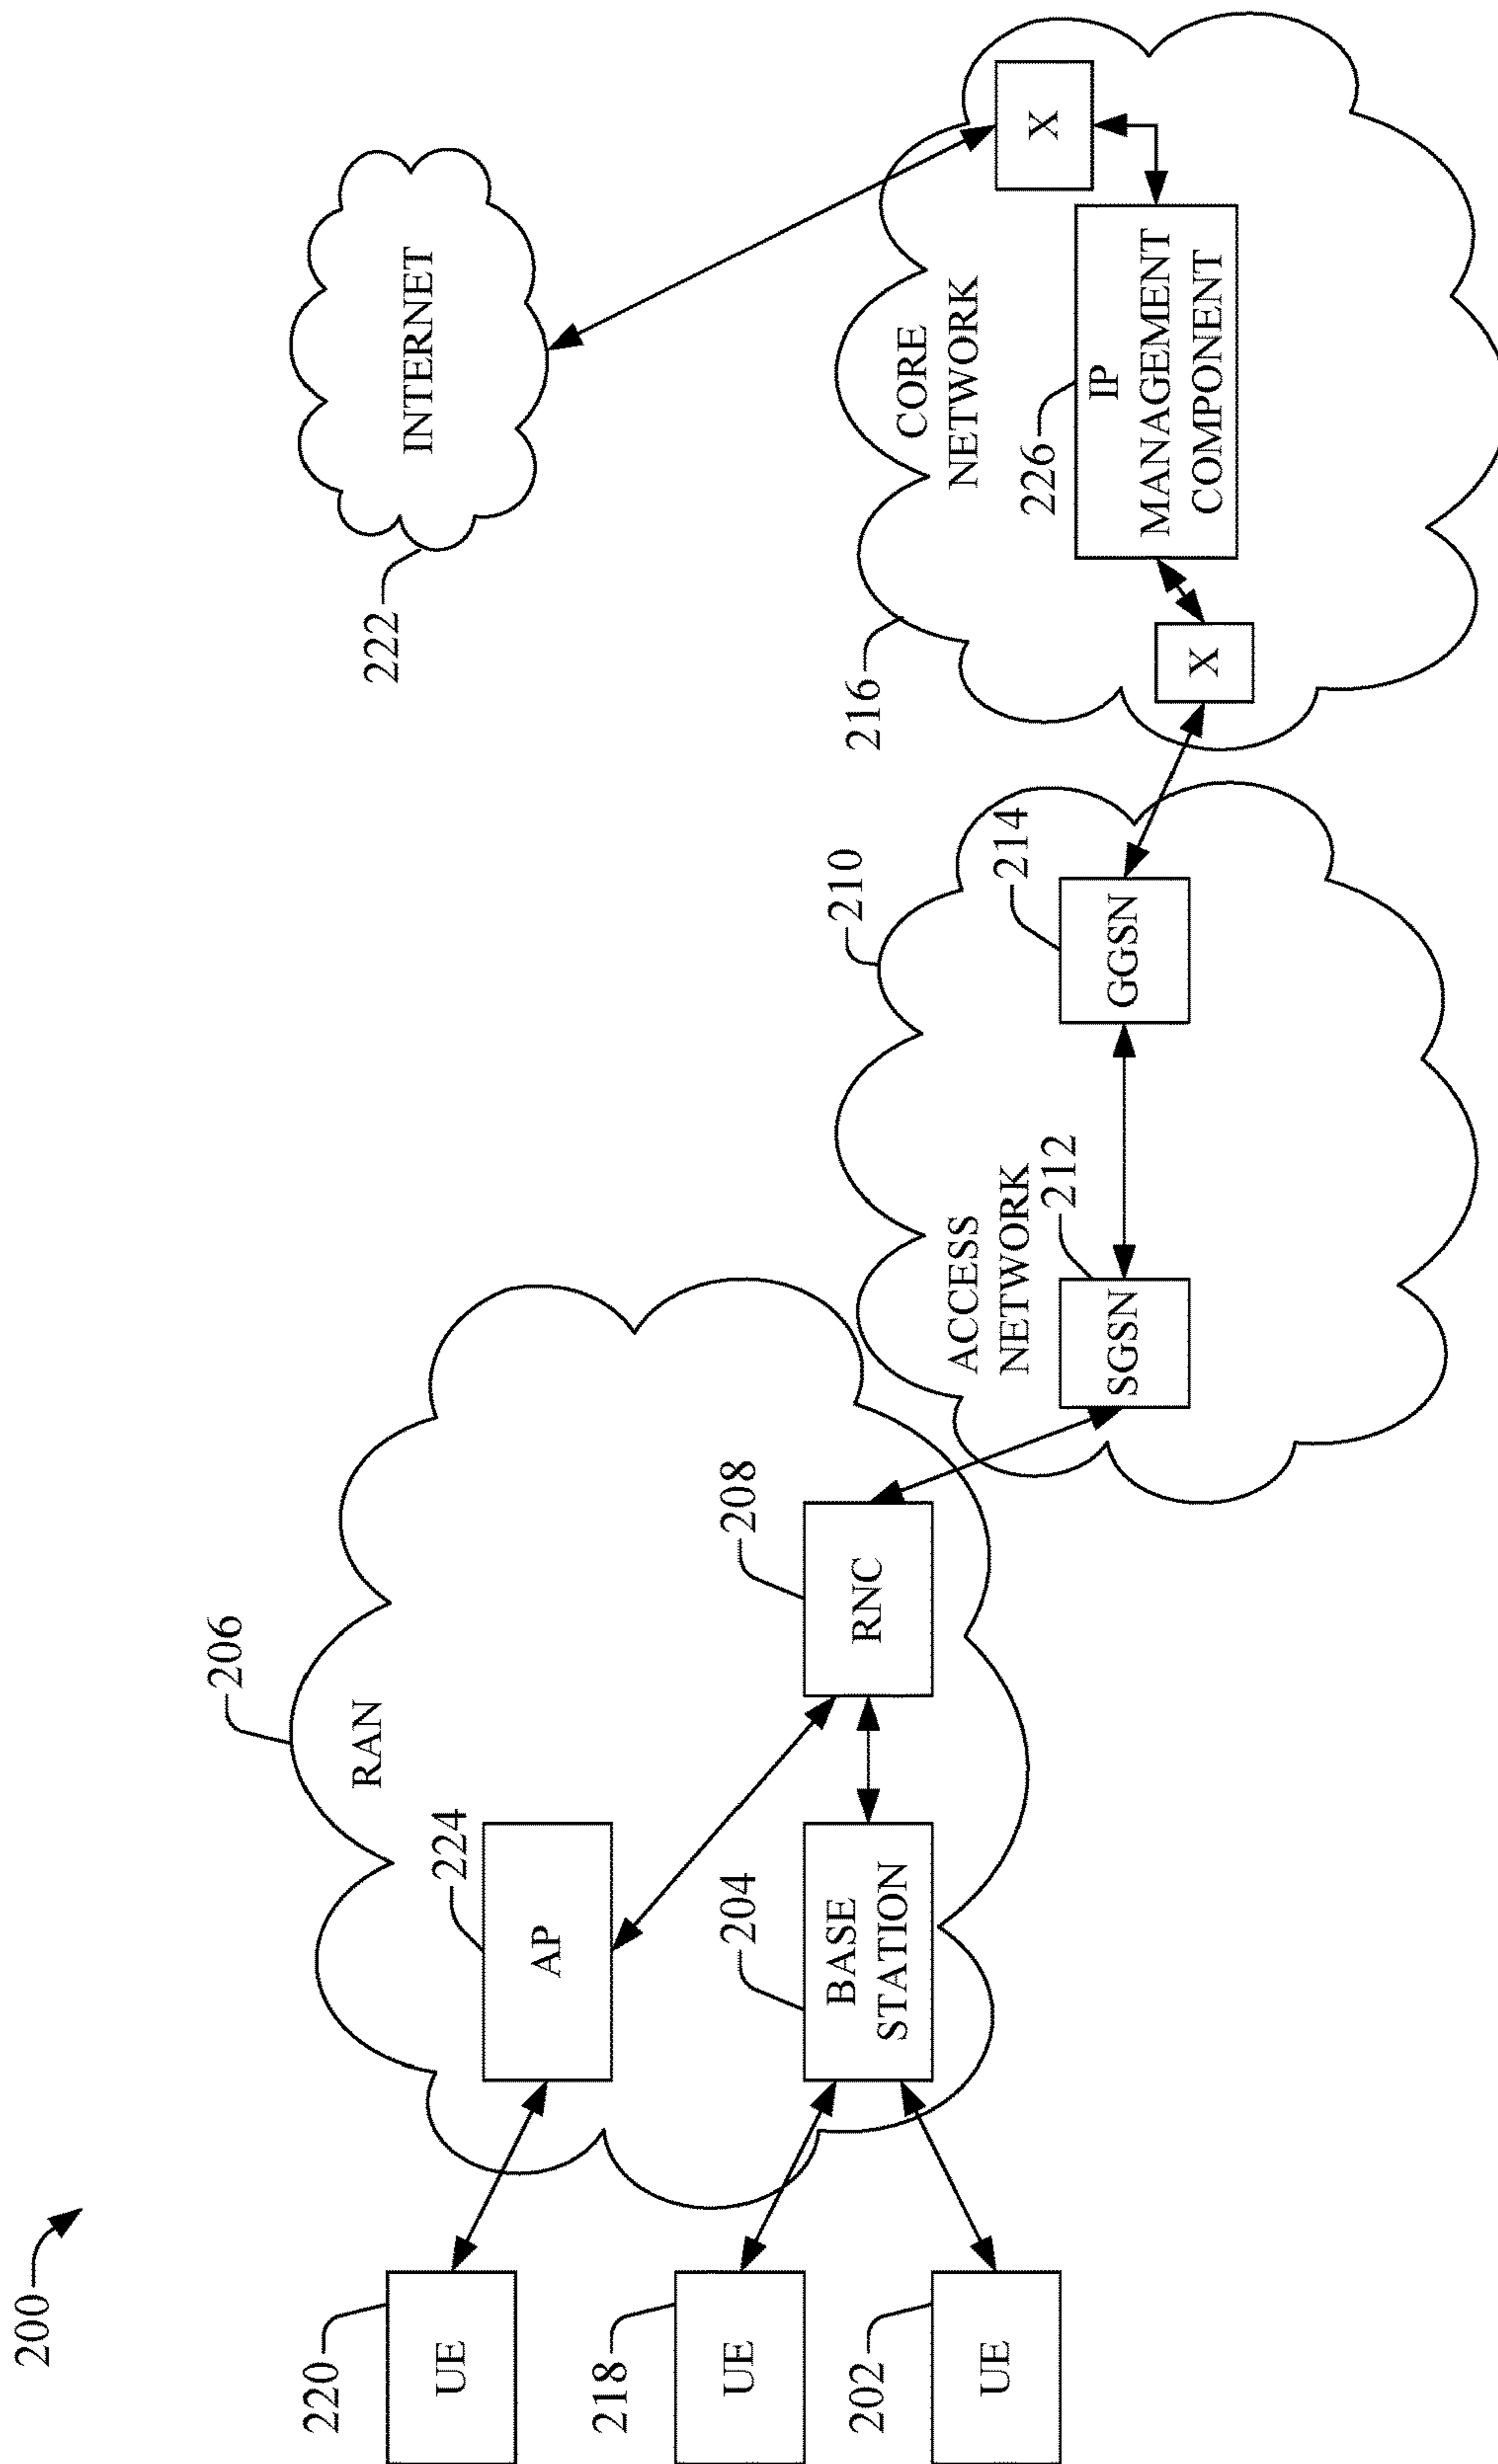 200
220
UE
218
UE
202
UE
206
RAN
224
AP
204
BASE
STATION
208
RNC
210
ACCESS
NETWORK
212
SGSN
214
GGSN
222
INTERNET
216
CORE
NETWORK
226
IP
MANAGEMENT
COMPONENT
X
X